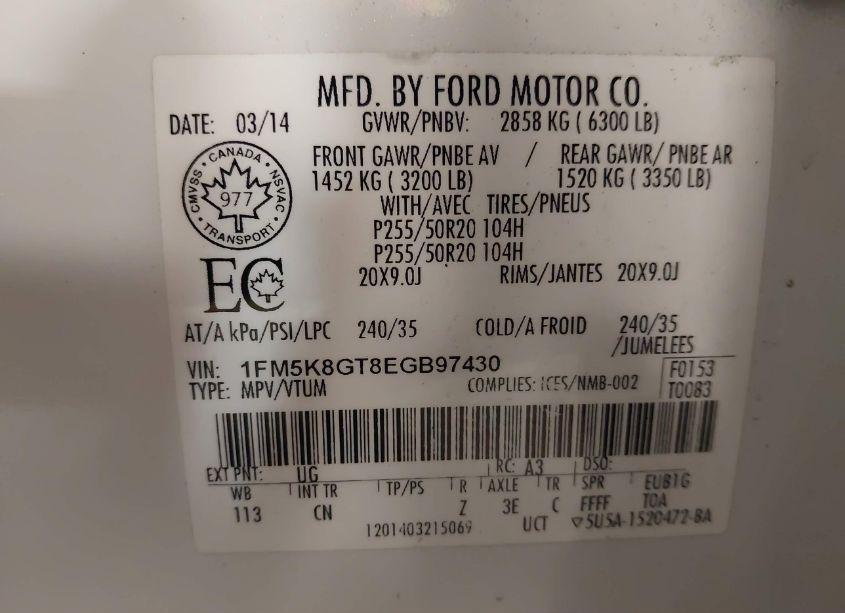 MFD. BY FORD MOTOR CO.
DATE: 03/14 GVWR/PNBV: 2858 KG ( 6300 LB)
FRONT GAWR/PNBE AV / REAR GAWR/ PNBE AR
1452 KG ( 3200 LB) 1520 KG ( 3350 LB)
WITH/AVEC TIRES/PNEUS
P255/50R20 104H
P255/50R20 104H
20X9.0J RIMS/JANTES 20X9.0J
CANADA
CMVSS • NSVAC
977
TRANSPORT
EC
AT/A kPa/PSI/LPC 240/35 COLD/A FROID 240/35
/JUMELEES
VIN: 1FM5K8GT8EGB97430 F0153
TYPE: MPV/VTUM COMPLIES: ICES/NMB-002 T0083
EXT PNT: UG RC: A3 DSO:
WB INT TR TP/PS R AXLE TR SPR EUB1G
113 CN Z 3E C FFFF TOA
1201403215069 UCT ▽5U5A-1520472-BA